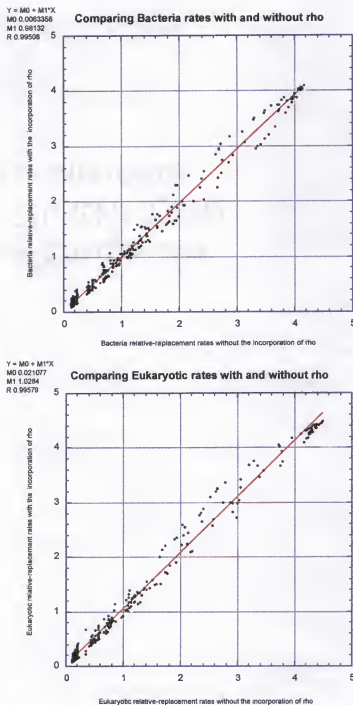 Y = M0 + M1*X
M0 0.0063358
M1 0.98132
R 0.99508
Comparing Bacteria rates with and without rho
Bacteria relative-replacement rates with the incorporation of rho
5
4
3
2
1
0
0 1 2 3 4 5
Bacteria relative-replacement rates without the incorporation of rho
Y = M0 + M1*X
M0 0.021077
M1 1.0284
R 0.99579
Comparing Eukaryotic rates with and without rho
Eukaryotic relative-replacement rates with the incorporation of rho
5
4
3
2
1
0
0 1 2 3 4 5
Eukaryotic relative-replacement rates without the incorporation of rho